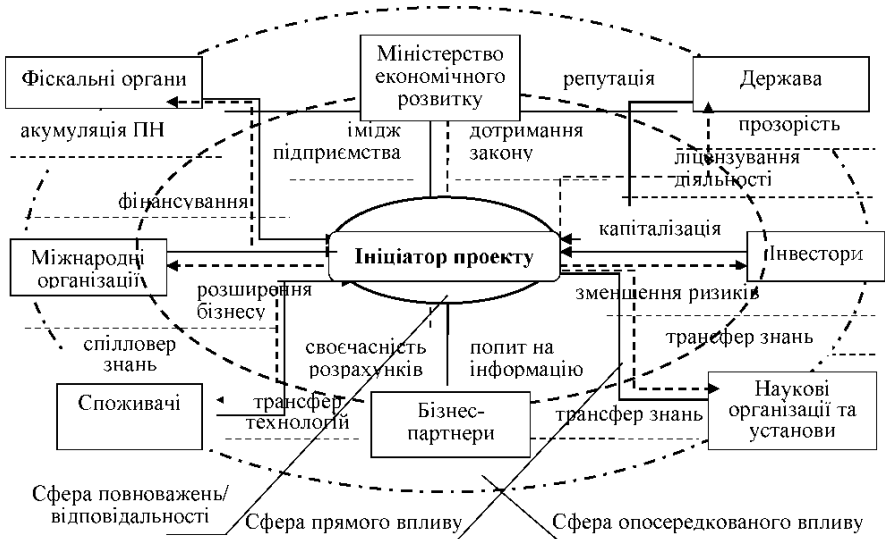 Фіскальні органи
Міністерство
економічного
розвитку
репутація
Держава
акумуляція ПН
імідж
підприємства
дотримання
закону
прозорість
ліцензування
діяльності
фінансування
капіталізація
Міжнародні
організації
Ініціатор проекту
Інвестори
розширення
бізнесу
зменшення ризиків
спілловер
знань
своєчасність
розрахунків
попит на
інформацію
трансфер знань
Споживачі
трансфер
технологій
Бізнес-
партнери
трансфер знань
Наукові
організації та
установи
Сфера повноважень/
відповідальності
Сфера прямого впливу
Сфера опосередкованого впливу